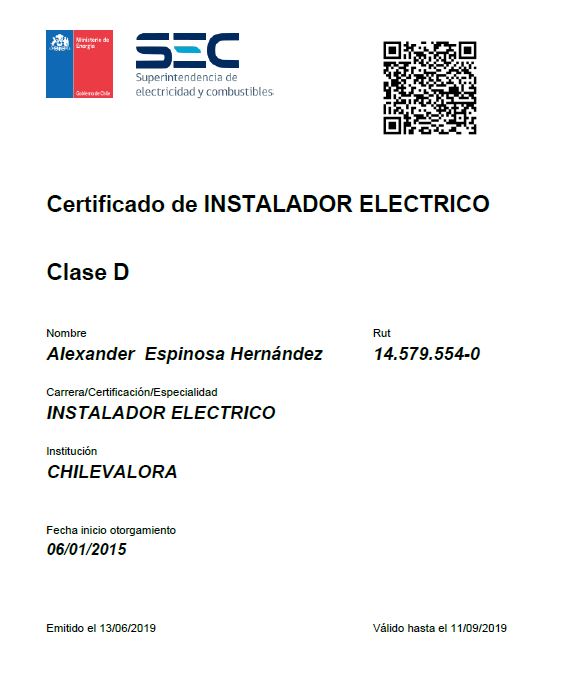 Ministerio de
Energía
Gobierno de Chile
SEC
Superintendencia de
electricidad y combustibles
Certificado de INSTALADOR ELECTRICO
Clase D
Nombre
Rut
Alexander Espinosa Hernández
14.579.554-0
Carrera/Certificación/Especialidad
INSTALADOR ELECTRICO
Institución
CHILEVALORA
Fecha inicio otorgamiento
06/01/2015
Emitido el 13/06/2019
Válido hasta el 11/09/2019